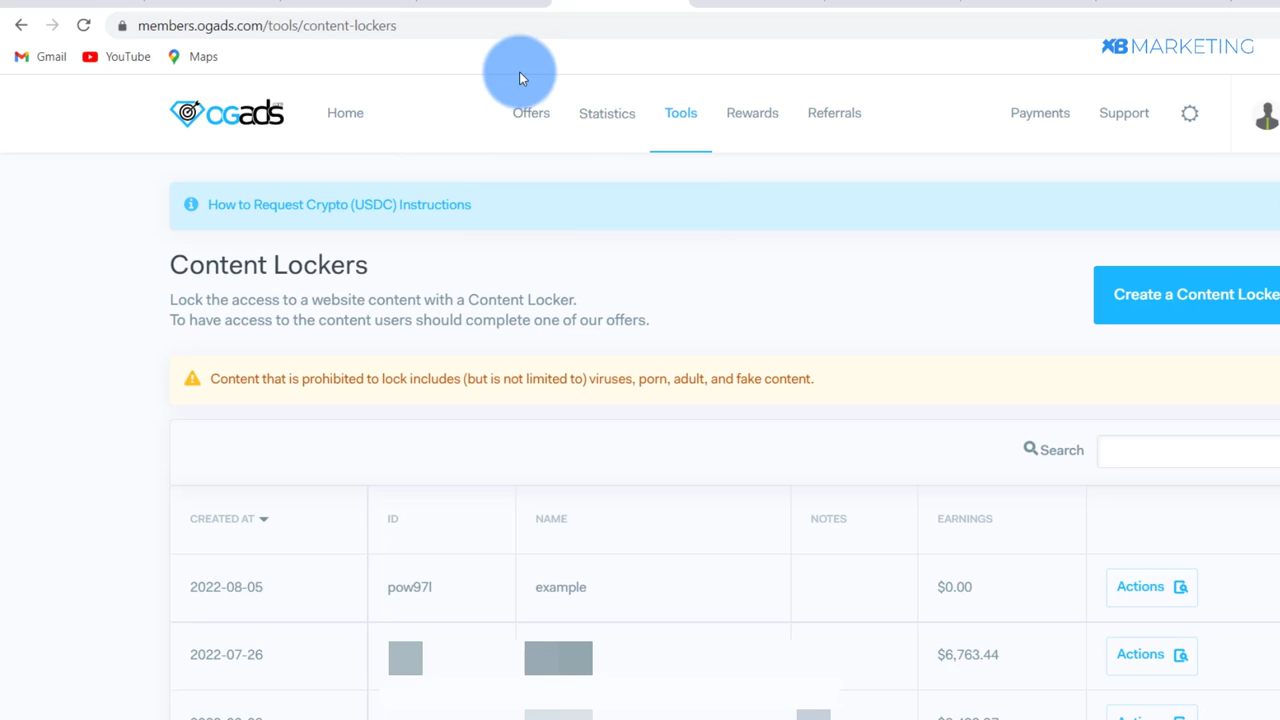 members.ogads.com/tools/content-lockers
Gmail YouTube Maps
XB MARKETING
OGads Home Offers Statistics Tools Rewards Referrals Payments Support
How to Request Crypto (USDC) Instructions
Content Lockers
Lock the access to a website content with a Content Locker.
To have access to the content users should complete one of our offers.
Create a Content Locke
Content that is prohibited to lock includes (but is not limited to) viruses, porn, adult, and fake content.
Search
CREATED AT ID NAME NOTES EARNINGS
2022-08-05 pow97l example $0.00 Actions
2022-07-26 $6,763.44 Actions